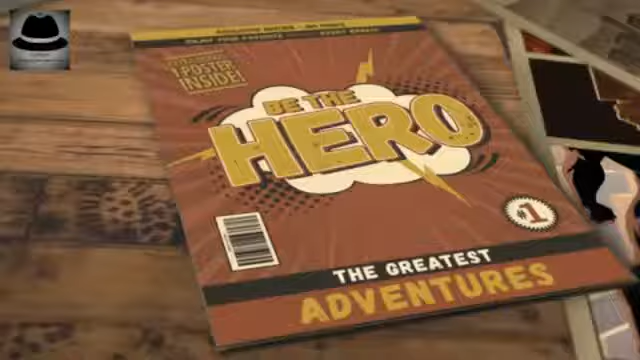 1 POSTER
INSIDE!
BE THE
HERO
#1
THE GREATEST
ADVENTURES